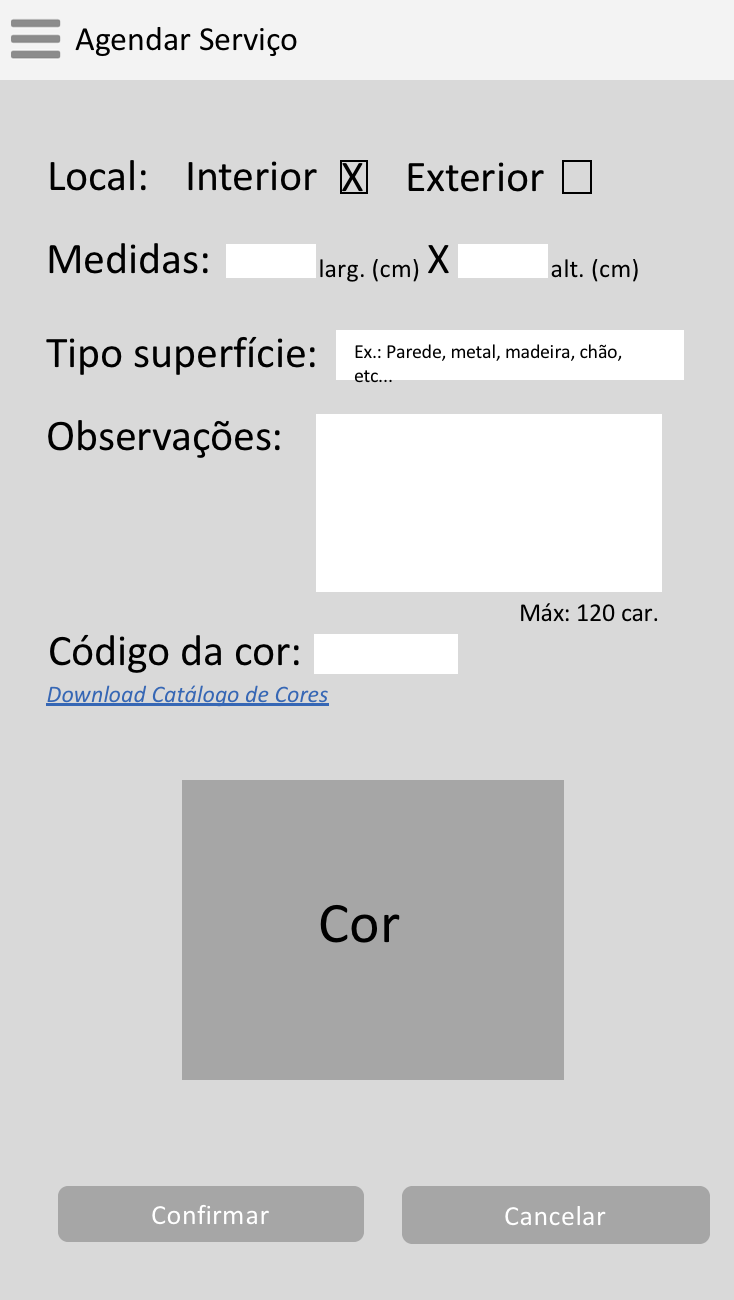 Agendar Serviço
Local: Interior X Exterior
Medidas: larg. (cm) X alt. (cm)
Tipo superfície: Ex.: Parede, metal, madeira, chão,
etc...
Observações:
Máx: 120 car.
Código da cor:
Download Catálogo de Cores
Cor
Confirmar Cancelar